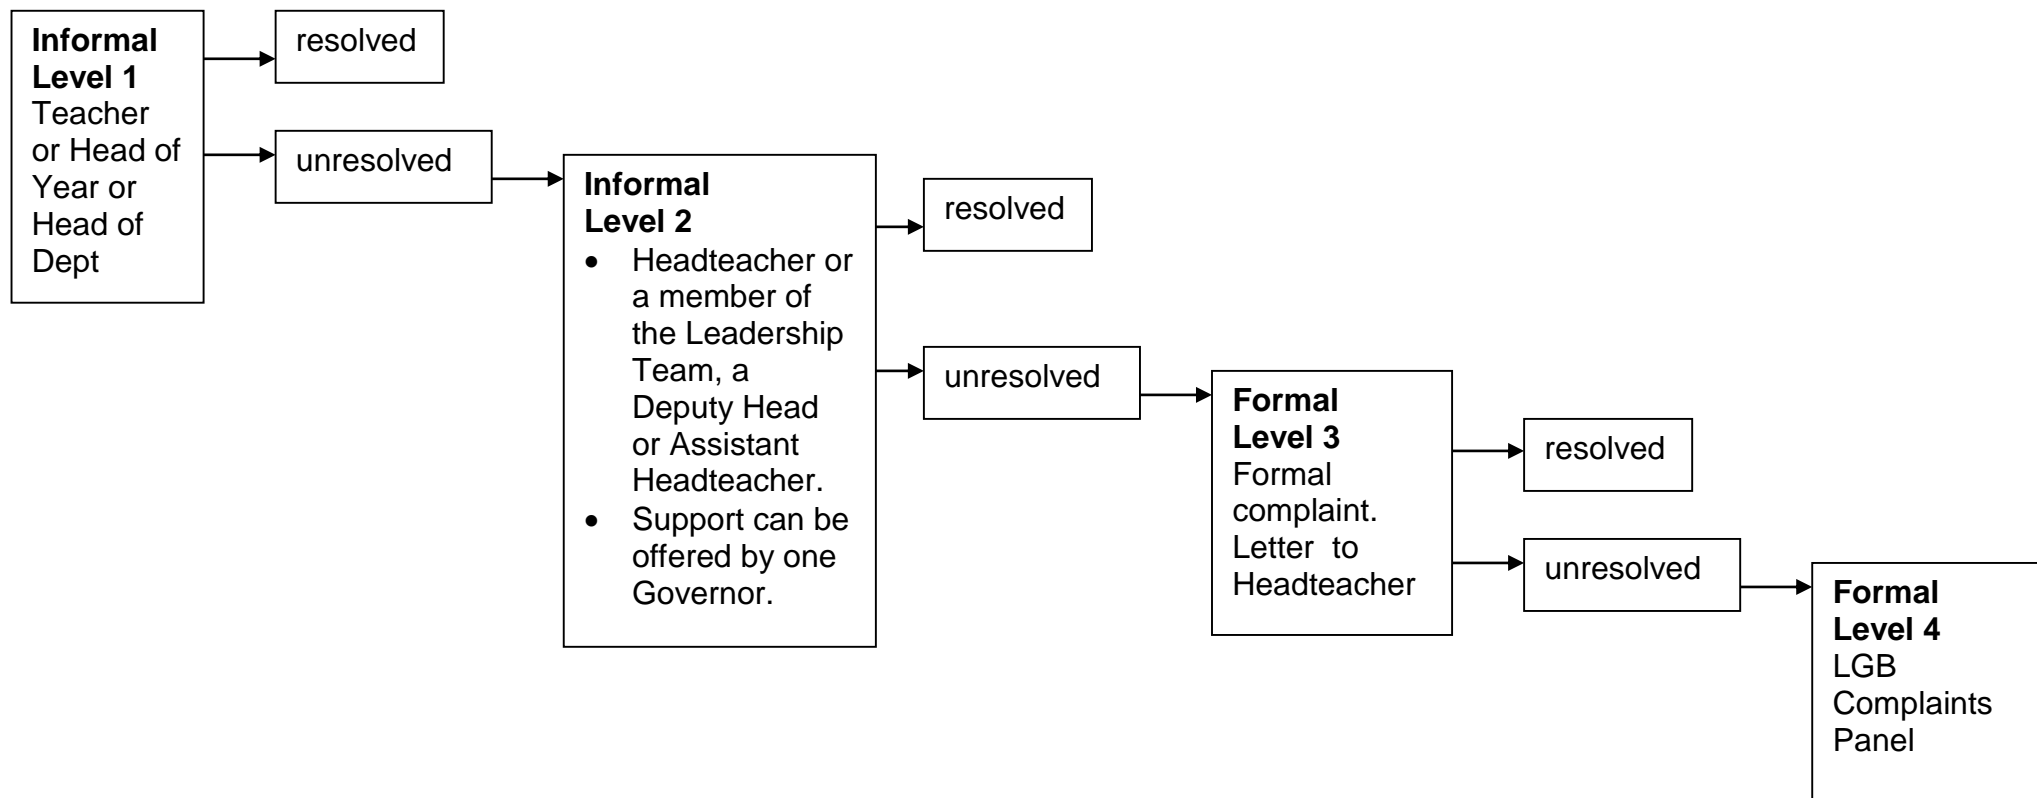 Informal
Level 1
Teacher
or Head of
Year or
Head of
Dept
resolved
unresolved
Informal
Level 2
• Headteacher or
a member of
the Leadership
Team, a
Deputy Head
or Assistant
Headteacher.
• Support can be
offered by one
Governor.
resolved
unresolved
Formal
Level 3
Formal
complaint.
Letter to
Headteacher
resolved
unresolved
Formal
Level 4
LGB
Complaints
Panel